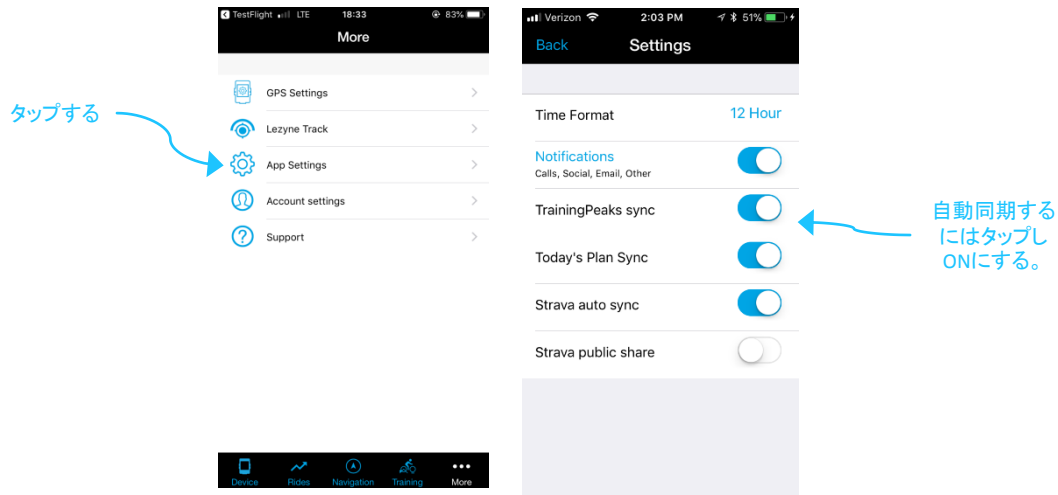 TestFlight LTE 18:33 83%
More
GPS Settings
Lezyne Track
App Settings
Account settings
Support
Device Rides Navigation Training More
タップする
Verizon 2:03 PM 51%
Back Settings
Time Format 12 Hour
Notifications
Calls, Social, Email, Other
TrainingPeaks sync
Today's Plan Sync
Strava auto sync
Strava public share
自動同期する
にはタップし
ONにする。